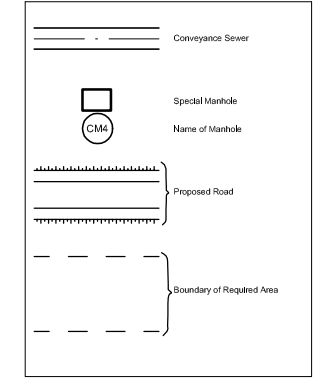 Conveyance Sewer
Special Manhole
CM4
Name of Manhole
Proposed Road
Boundary of Required Area